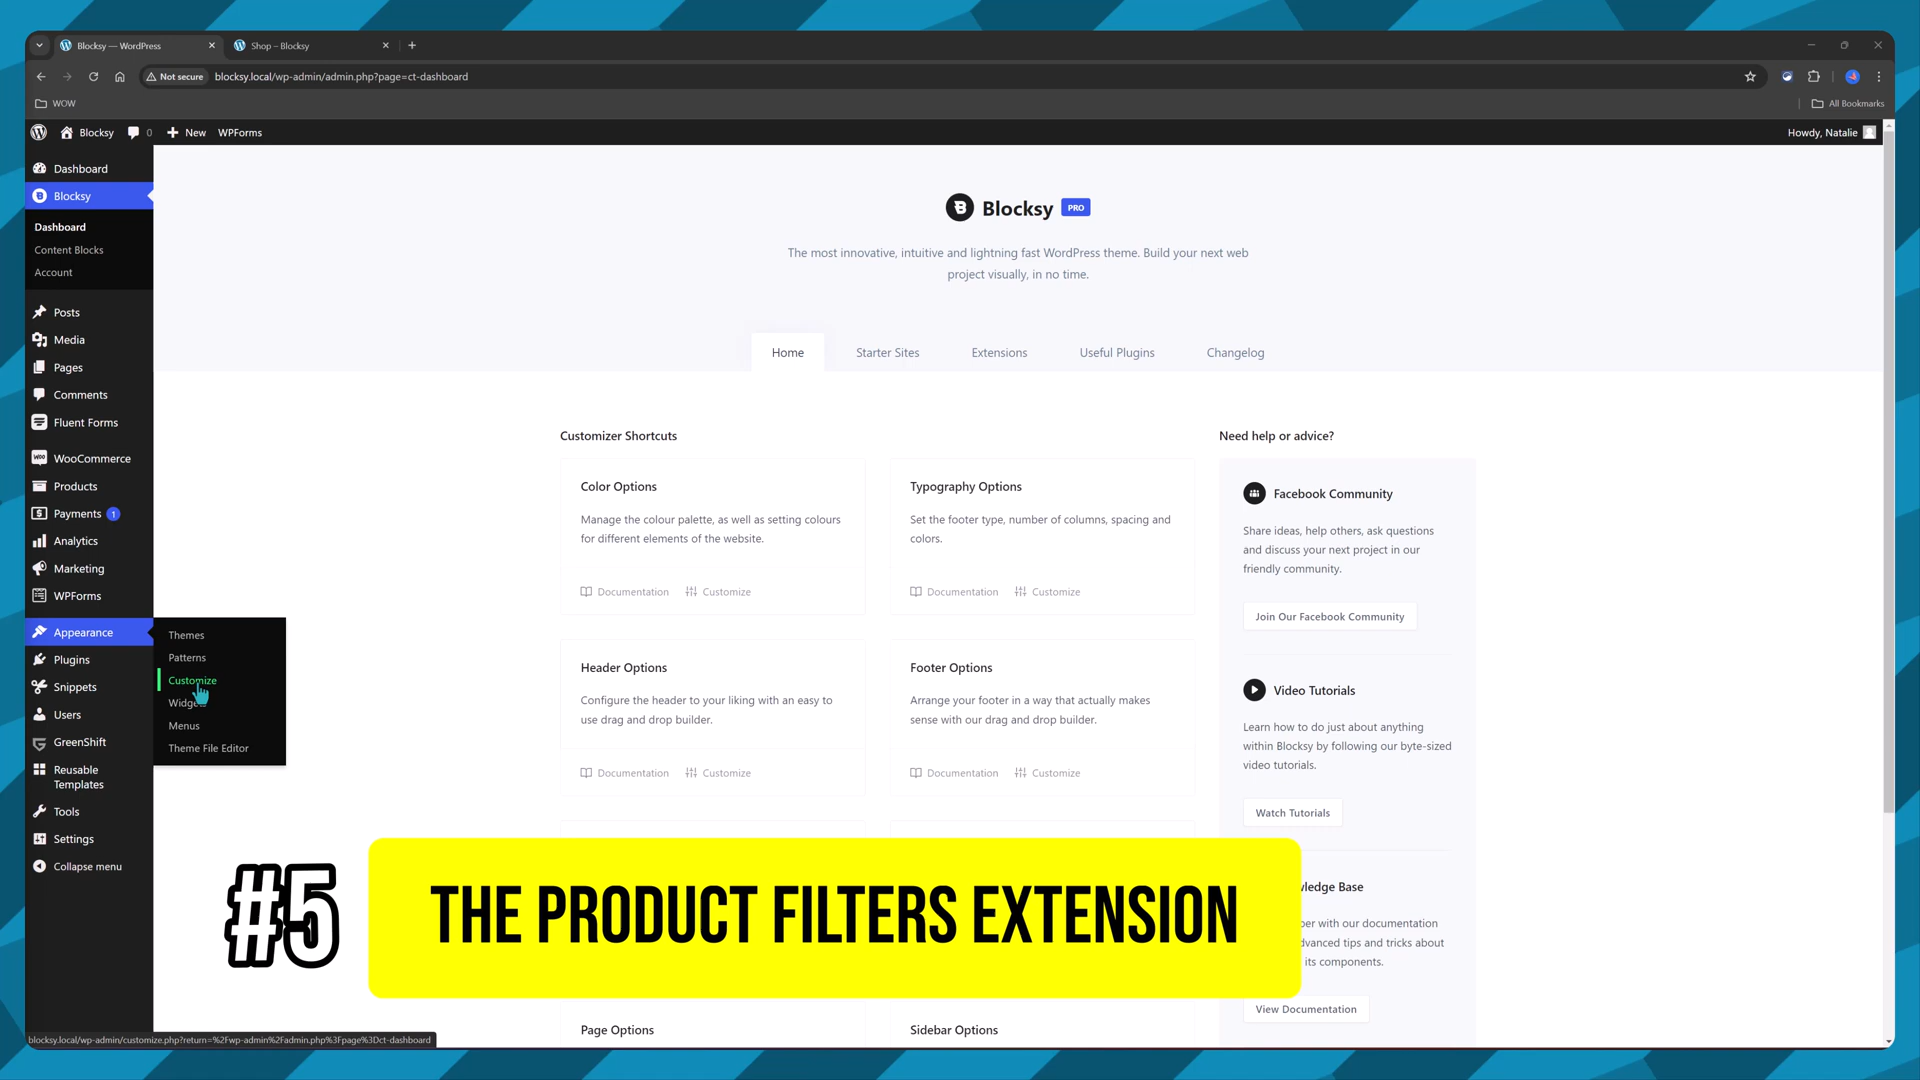 Blocksy — WordPress
Shop – Blocksy
Not secure
blocksy.local/wp-admin/admin.php?page=ct-dashboard
WOW
All Bookmarks
Blocksy
0
New
WPForms
Howdy, Natalie
Dashboard
Blocksy
Dashboard
Content Blocks
Account
Posts
Media
Pages
Comments
Fluent Forms
WooCommerce
Products
Payments 1
Analytics
Marketing
WPForms
Appearance
Plugins
Snippets
Users
GreenShift
Reusable
Templates
Tools
Settings
Collapse menu
Themes
Patterns
Customize
Menus
Theme File Editor
Blocksy PRO
The most innovative, intuitive and lightning fast WordPress theme. Build your next web
project visually, in no time.
Home
Starter Sites
Extensions
Useful Plugins
Changelog
Customizer Shortcuts
Color Options
Manage the colour palette, as well as setting colours
for different elements of the website.
Documentation
Customize
Typography Options
Set the footer type, number of columns, spacing and
colors.
Documentation
Customize
Header Options
Configure the header to your liking with an easy to
use drag and drop builder.
Documentation
Customize
Footer Options
Arrange your footer in a way that actually makes
sense with our drag and drop builder.
Documentation
Customize
Page Options
Sidebar Options
Need help or advice?
Facebook Community
Share ideas, help others, ask questions
and discuss your next project in our
friendly community.
Join Our Facebook Community
Video Tutorials
Learn how to do just about anything
within Blocksy by following our byte-sized
video tutorials.
Watch Tutorials
Base
with our documentation
tips and tricks about
its components.
View Documentation
#5
THE PRODUCT FILTERS EXTENSION
blocksy.local/wp-admin/customize.php?return=%2Fwp-admin%2Fadmin.php%3Fpage%3Dct-dashboard